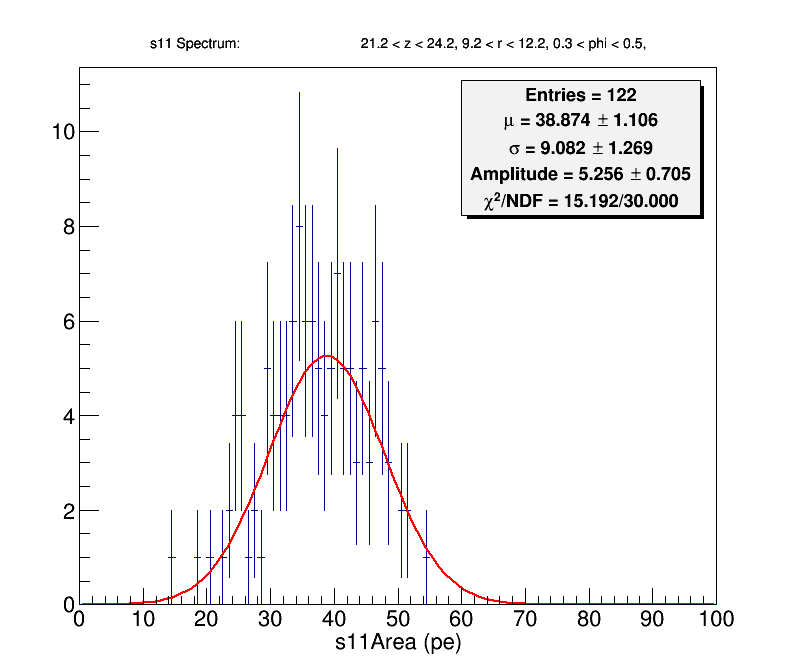 s11 Spectrum: 21.2 < z < 24.2, 9.2 < r < 12.2, 0.3 < phi < 0.5,
Entries = 122
μ = 38.874 ± 1.106
σ = 9.082 ± 1.269
Amplitude = 5.256 ± 0.705
χ²/NDF = 15.192/30.000
10
8
6
4
2
0
0 10 20 30 40 50 60 70 80 90 100
s11Area (pe)